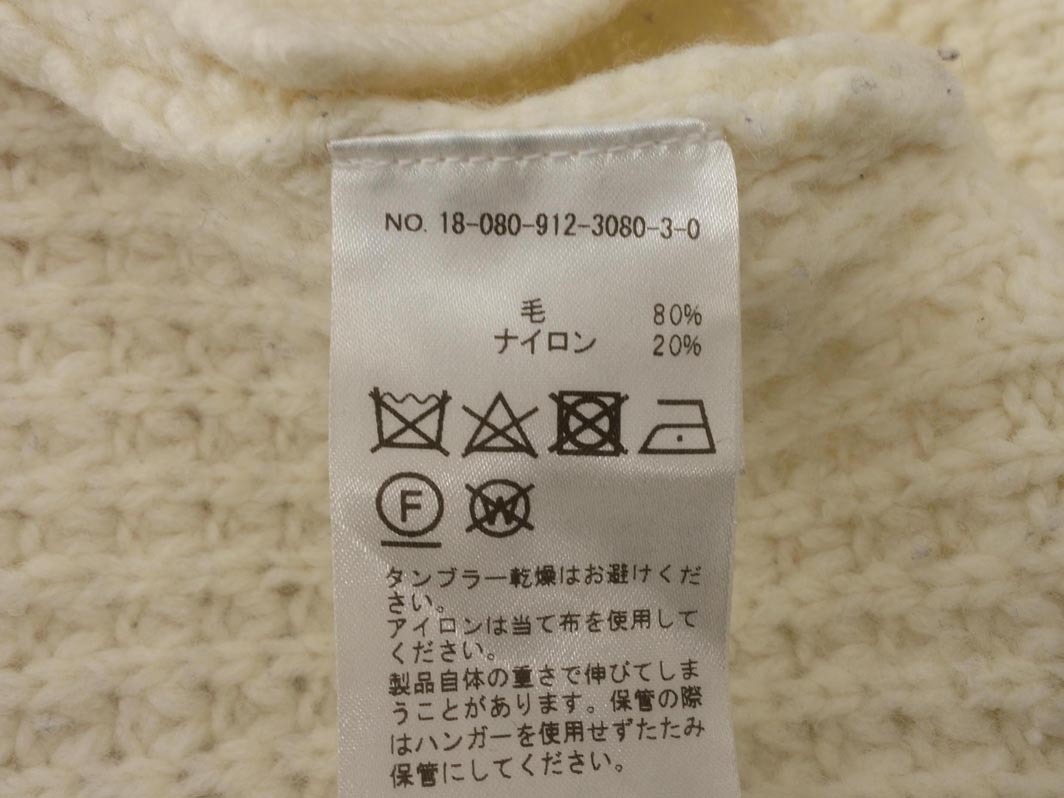 NO. 18-080-912-3080-3-0
毛 80%
ナイロン 20%
F
W
タンブラー乾燥はお避けくだ
さい。
アイロンは当て布を使用して
ください。
製品自体の重さで伸びてしま
うことがあります。保管の際
はハンガーを使用せずたたみ
保管にしてください。